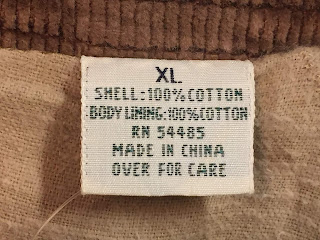 XL
SHELL:100%COTTON
BODY LINING:100%COTTON
RN 54485
MADE IN CHINA
OVER FOR CARE